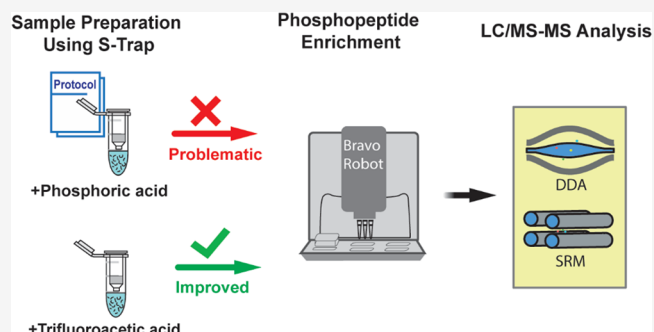 Sample Preparation
Using S-Trap
Phosphopeptide
Enrichment
LC/MS-MS Analysis
Protocol
Problematic
+Phosphoric acid
Bravo
Robot
DDA
SRM
Improved
+Trifluoroacetic acid